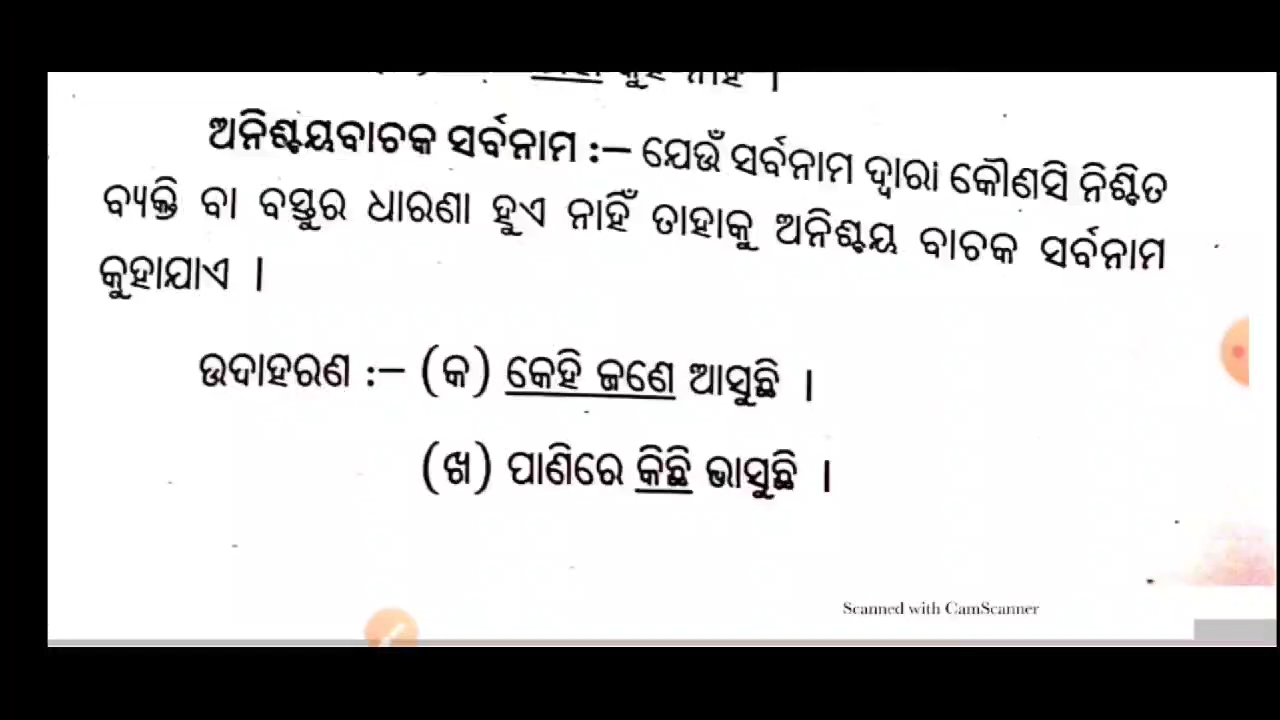 ଅନିଶ୍ଚୟବାଚକ ସର୍ବନାମ :– ଯେଉଁ ସର୍ବନାମ ଦ୍ୱାରା କୌଣସି ନିଶ୍ଚିତ
ବ୍ୟକ୍ତି ବା ବସ୍ତୁର ଧାରଣା ହୁଏ ନାହିଁ ତାହାକୁ ଅନିଶ୍ଚୟ ବାଚକ ସର୍ବନାମ
କୁହାଯାଏ ।
ଉଦାହରଣ :– (କ) କେହି ଜଣେ ଆସୁଛି ।
(ଖ) ପାଣିରେ କିଛି ଭାସୁଛି ।
Scanned with CamScanner